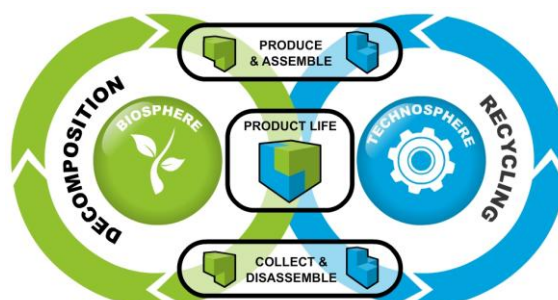 PRODUCE
& ASSEMBLE
DECOMPOSITION
BIOSPHERE
PRODUCT LIFE
TECHNOSPHERE
RECYCLING
COLLECT &
DISASSEMBLE